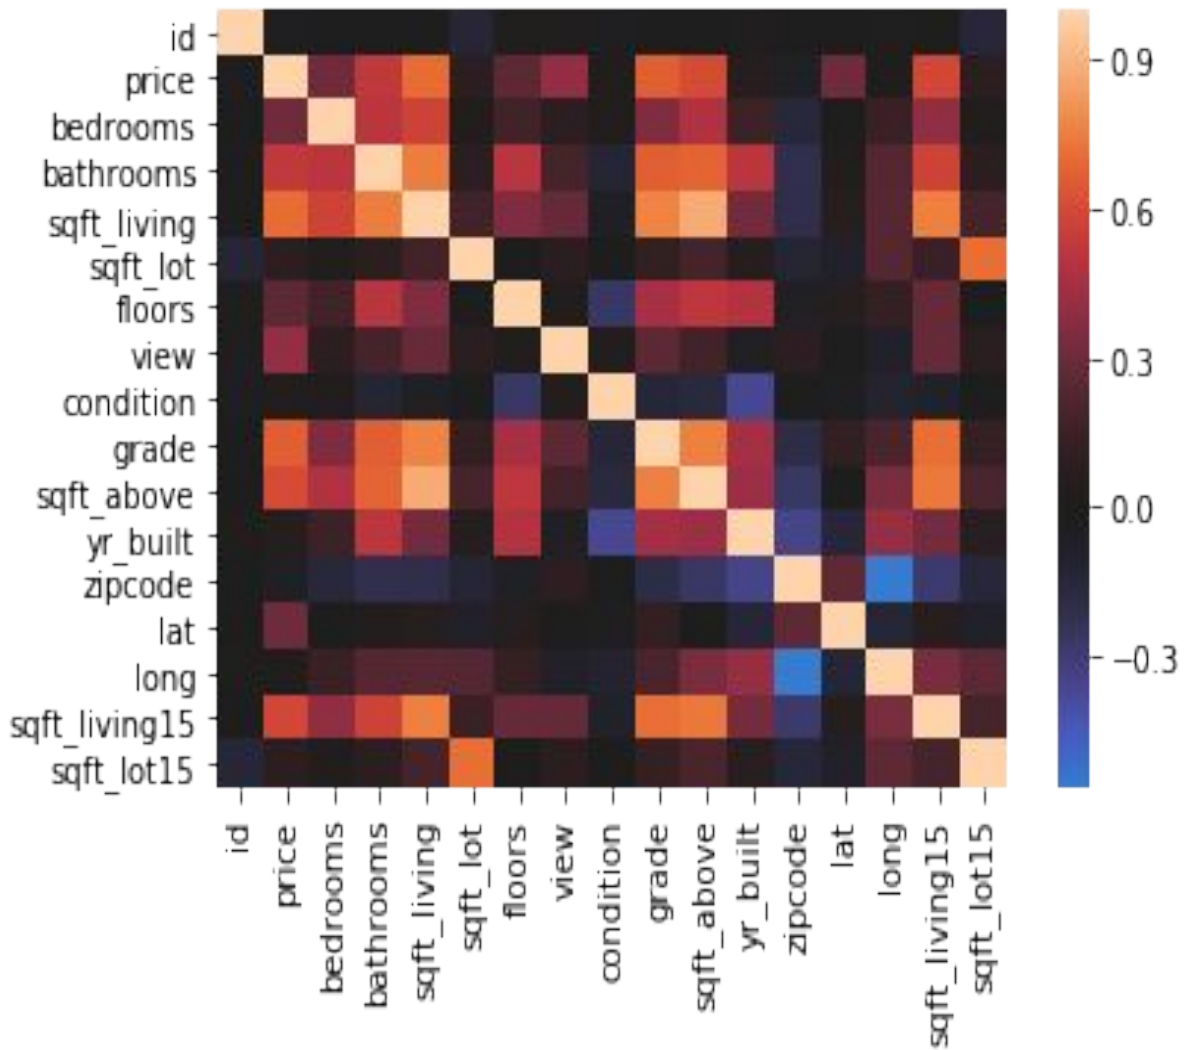 id
price
bedrooms
bathrooms
sqft_living
sqft_lot
floors
view
condition
grade
sqft_above
yr_built
zipcode
lat
long
sqft_living15
sqft_lot15
id
price
bedrooms
bathrooms
sqft_living
sqft_lot
floors
view
condition
grade
sqft_above
yr_built
zipcode
lat
long
sqft_living15
sqft_lot15
0.9
0.6
0.3
0.0
−0.3